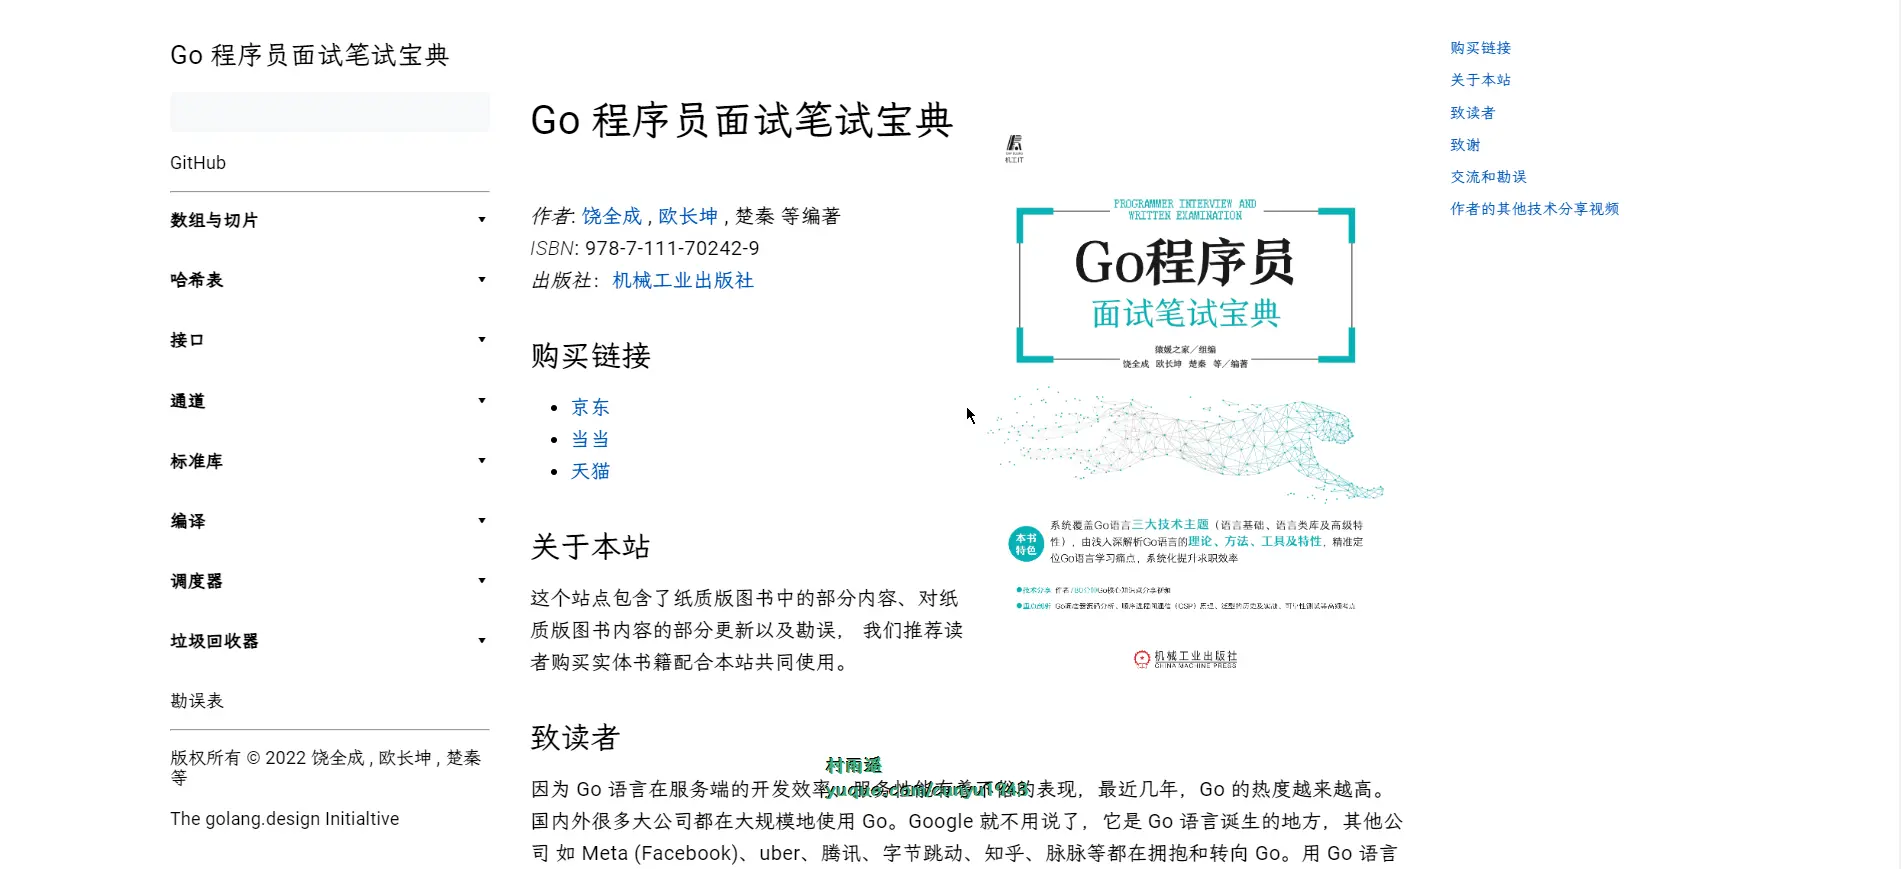 Go 程序员面试笔试宝典
GitHub
数组与切片
哈希表
接口
通道
标准库
编译
调度器
垃圾回收器
勘误表
版权所有 © 2022 饶全成 , 欧长坤 , 楚秦
等
The golang.design Initialtive
Go 程序员面试笔试宝典
作者: 饶全成 , 欧长坤 , 楚秦 等编著
ISBN: 978-7-111-70242-9
出版社： 机械工业出版社
购买链接
京东
当当
天猫
关于本站
这个站点包含了纸质版图书中的部分内容、对纸
质版图书内容的部分更新以及勘误， 我们推荐读
者购买实体书籍配合本站共同使用。
致读者
因为 Go 语言在服务端的开发效率、服务性能有着不俗的表现，最近几年，Go 的热度越来越高。
国内外很多大公司都在大规模地使用 Go。Google 就不用说了，它是 Go 语言诞生的地方，其他公
司 如 Meta (Facebook)、uber、腾讯、字节跳动、知乎、脉脉等都在拥抱和转向 Go。用 Go 语言
村雨遥
机工IT
PROGRAMMER INTERVIEW AND
WRITTEN EXAMINATION
Go程序员
面试笔试宝典
猿媛之家／组编
饶全成 欧长坤 楚秦 等／编著
本书
特色
系统覆盖Go语言三大技术主题（语言基础、语言类库及高级特
性），由浅入深解析Go语言的理论、方法、工具及特性，精准定
位Go语言学习痛点，系统化提升求职效率
机械工业出版社
CHINA MACHINE PRESS
购买链接
关于本站
致读者
致谢
交流和勘误
作者的其他技术分享视频